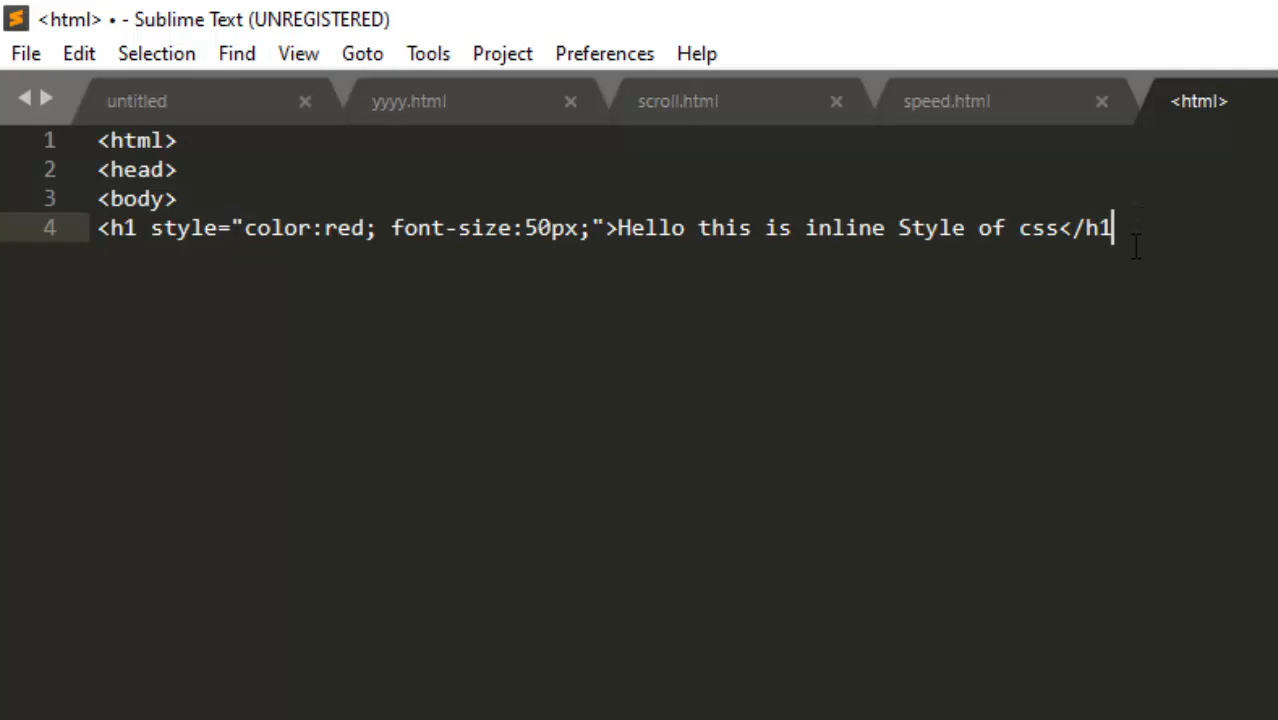 <html> • - Sublime Text (UNREGISTERED)
File Edit Selection Find View Goto Tools Project Preferences Help
untitled yyyy.html scroll.html speed.html <html>
1 <html>
2 <head>
3 <body>
4 <h1 style="color:red; font-size:50px;">Hello this is inline Style of css</h1